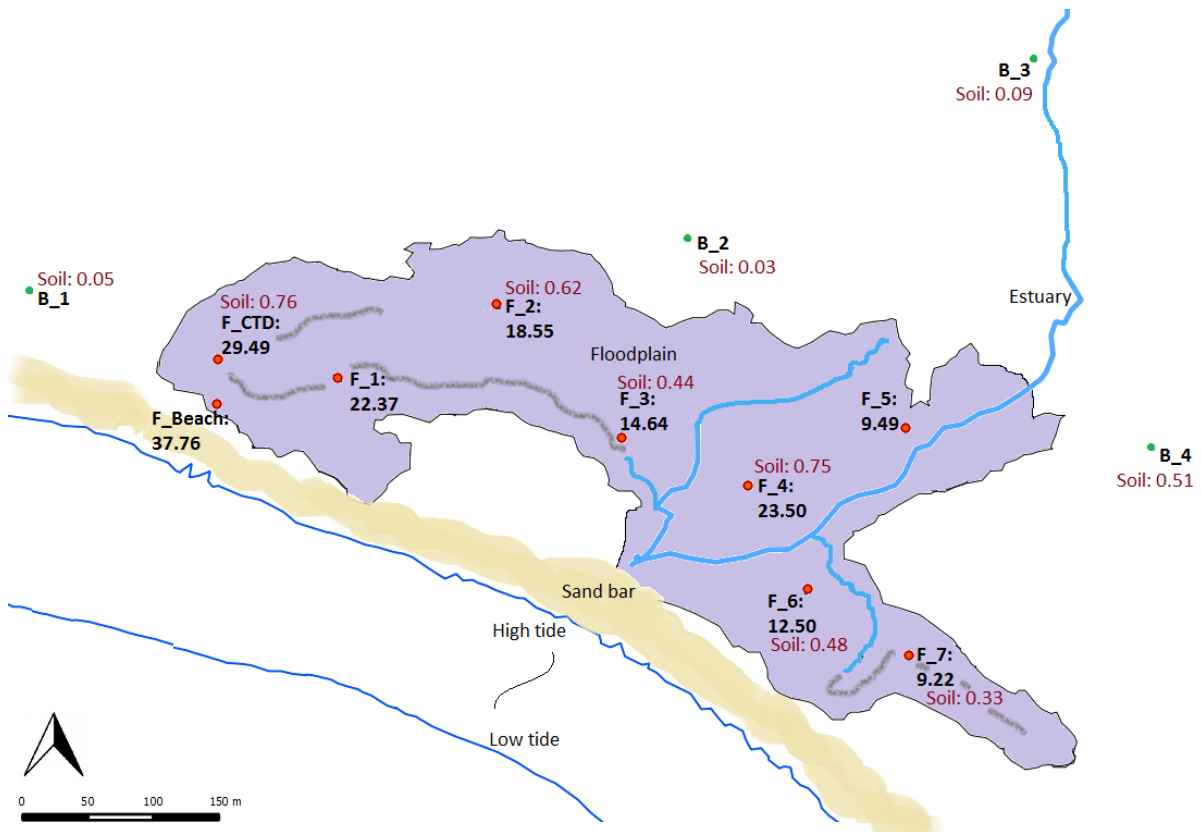 B_3
Soil: 0.09
B_2
Soil: 0.03
Soil: 0.05
B_1
Estuary
Soil: 0.76
F_CTD:
29.49
Soil: 0.62
F_2:
18.55
Floodplain
F_1:
22.37
Soil: 0.44
F_3:
14.64
F_5:
9.49
F_Beach:
37.76
B_4
Soil: 0.51
Soil: 0.75
F_4:
23.50
Sand bar
F_6:
12.50
Soil: 0.48
High tide
F_7:
9.22
Soil: 0.33
Low tide
0 50 100 150 m